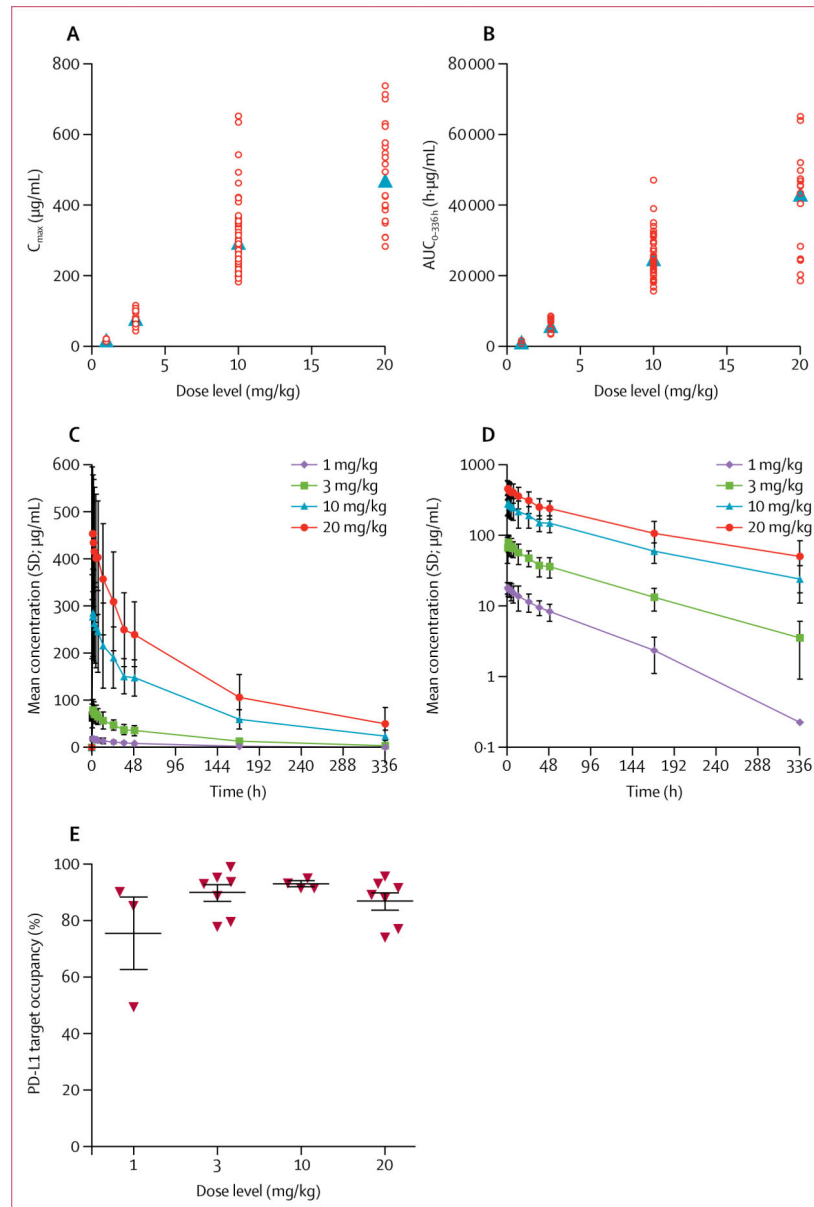 A
800
600
400
200
0
C_max (µg/mL)
0 5 10 15 20
Dose level (mg/kg)
B
80 000
60 000
40 000
20 000
0
AUC_0–336 h (h·µg/mL)
0 5 10 15 20
Dose level (mg/kg)
C
600
500
400
300
200
100
0
Mean concentration (SD; µg/mL)
1 mg/kg
3 mg/kg
10 mg/kg
20 mg/kg
0 48 96 144 192 240 288 336
Time (h)
D
1000
100
10
1
0·1
Mean concentration (SD; µg/mL)
1 mg/kg
3 mg/kg
10 mg/kg
20 mg/kg
0 48 96 144 192 240 288 336
Time (h)
E
100
80
60
40
20
0
PD-L1 target occupancy (%)
1 3 10 20
Dose level (mg/kg)